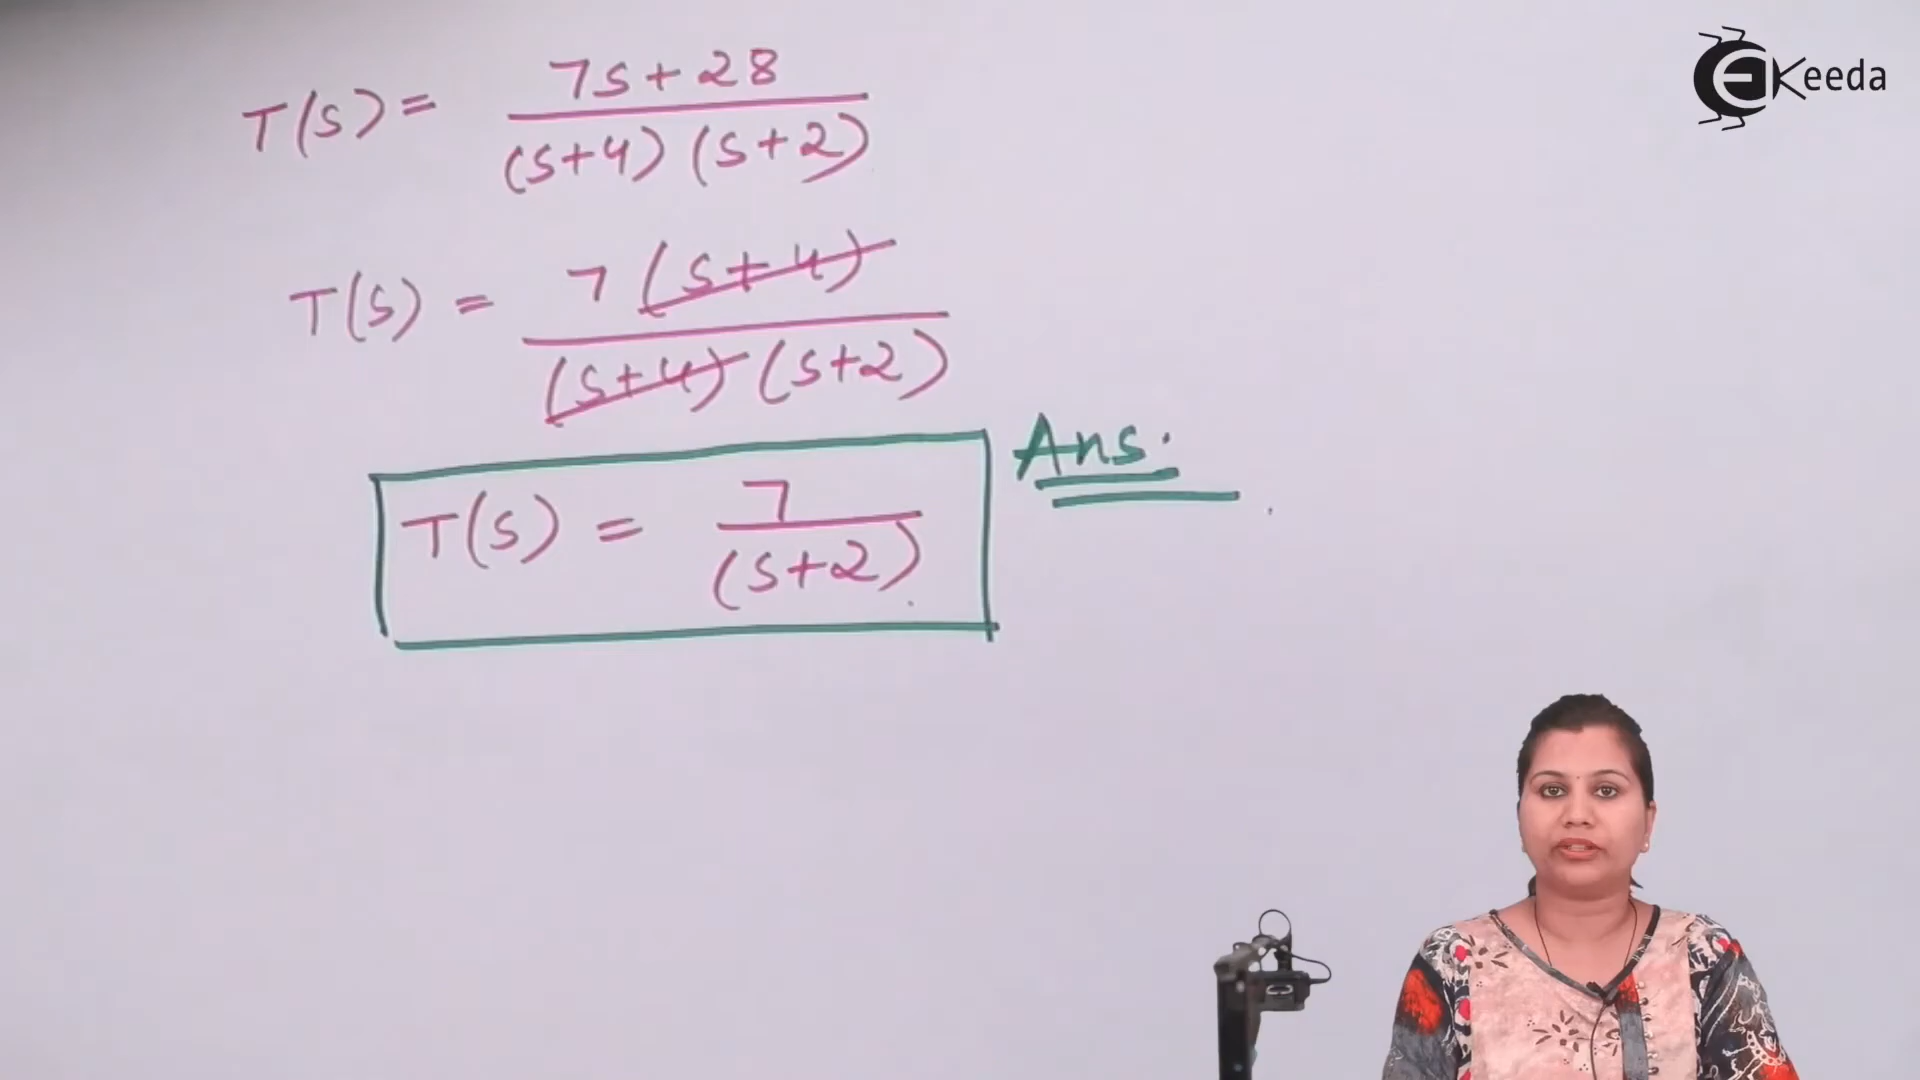 EKeeda
T(s) = 7s+28 / (s+4) (s+2)
T(s) = 7 (s+4) / (s+4) (s+2)
Ans.
T(s) = 7 / (s+2)